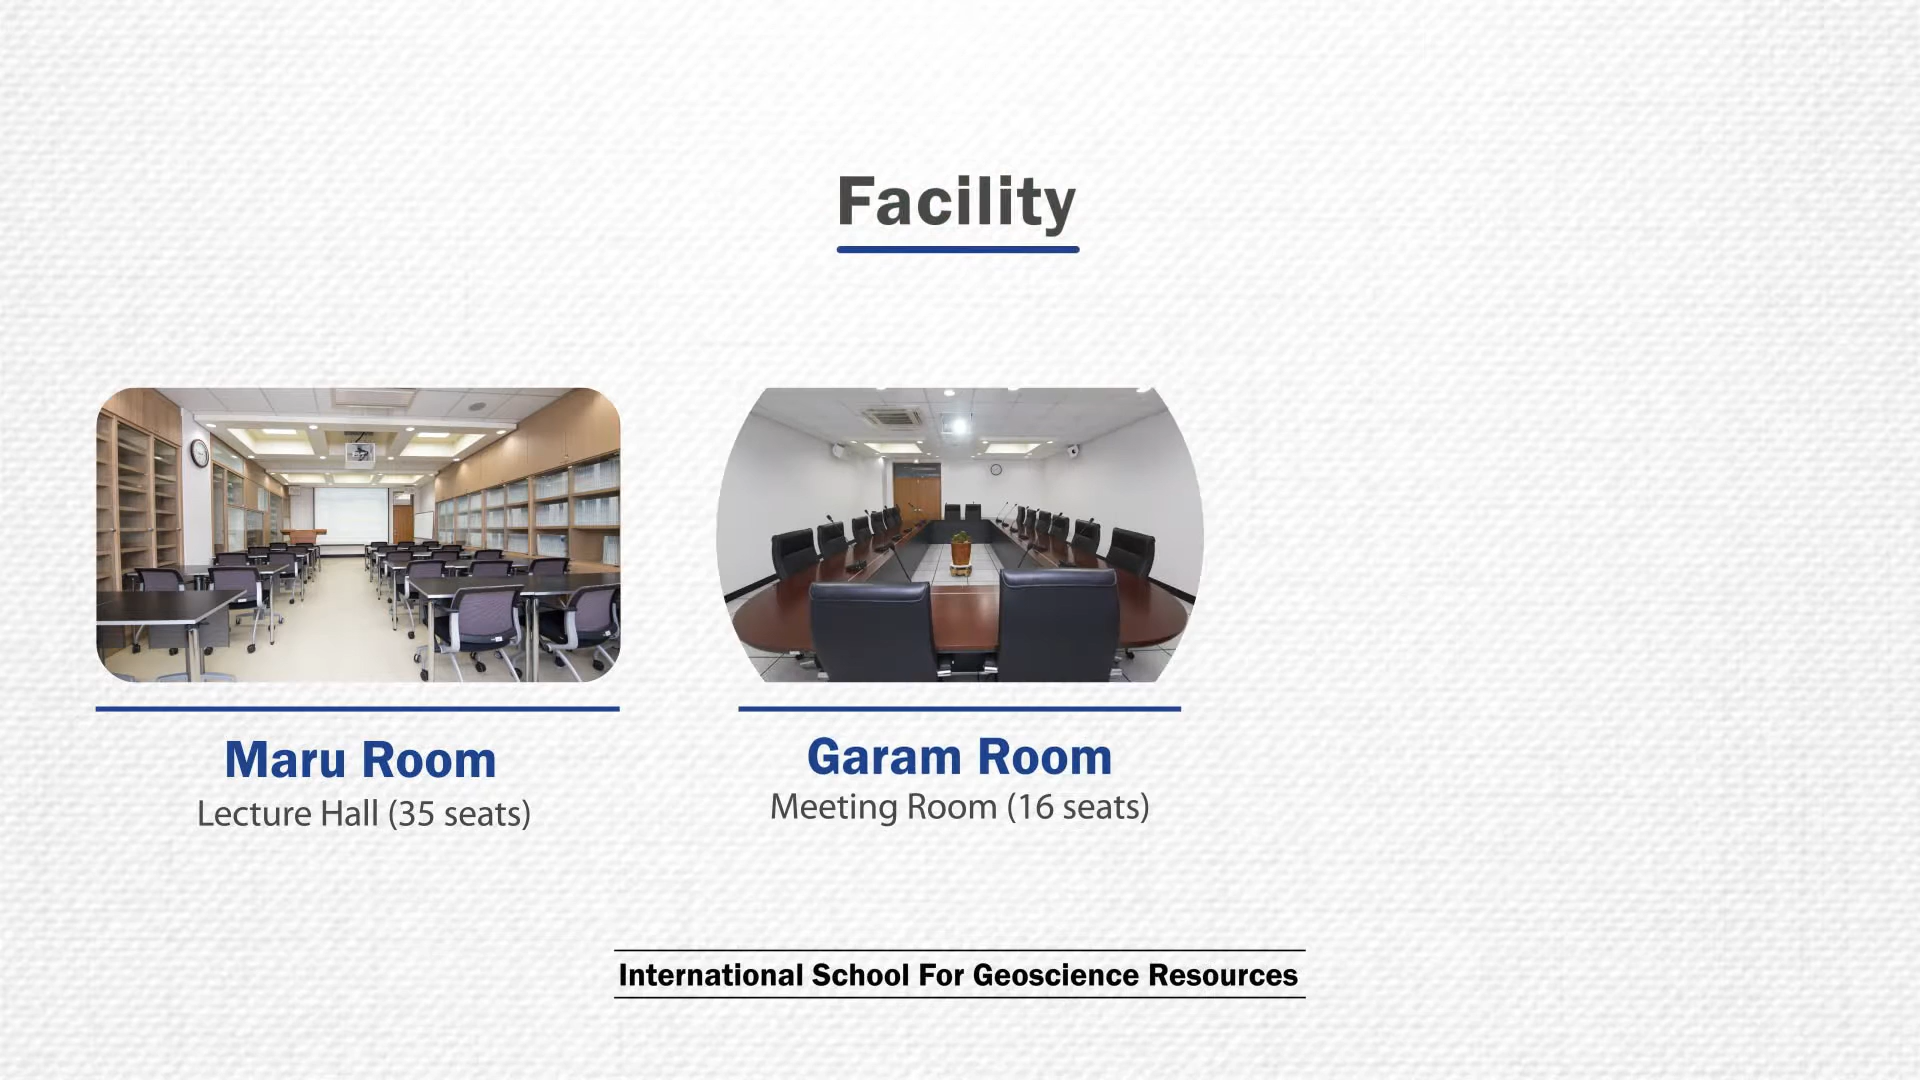 Facility
Maru Room
Lecture Hall (35 seats)
Garam Room
Meeting Room (16 seats)
International School For Geoscience Resources